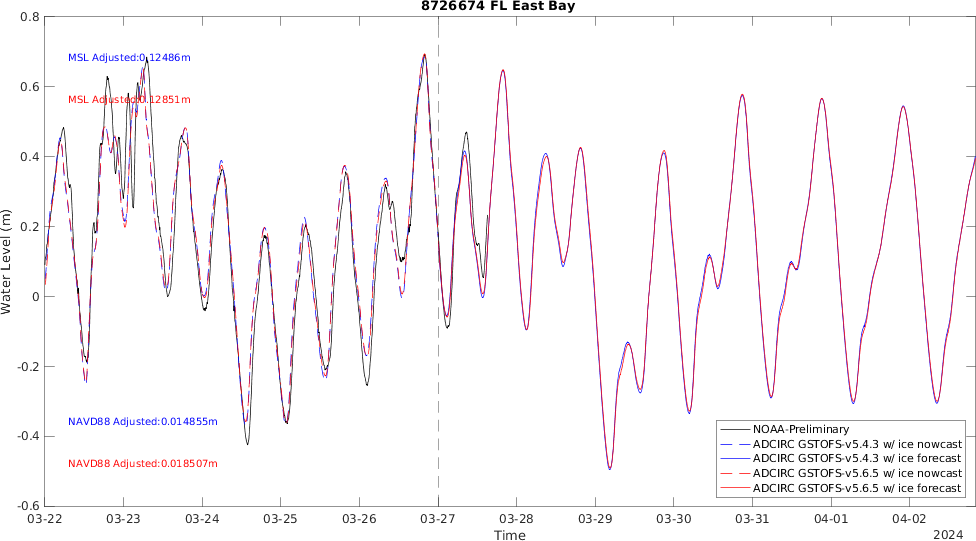 8726674 FL East Bay
0.8
0.6
0.4
0.2
0
-0.2
-0.4
-0.6
Water Level (m)
MSL Adjusted:0.12486m
MSL Adjusted:0.12851m
NAVD88 Adjusted:0.014855m
NAVD88 Adjusted:0.018507m
NOAA-Preliminary
ADCIRC GSTOFS-v5.4.3 w/ ice nowcast
ADCIRC GSTOFS-v5.4.3 w/ ice forecast
ADCIRC GSTOFS-v5.6.5 w/ ice nowcast
ADCIRC GSTOFS-v5.6.5 w/ ice forecast
03-22 03-23 03-24 03-25 03-26 03-27 03-28 03-29 03-30 03-31 04-01 04-02
Time
2024